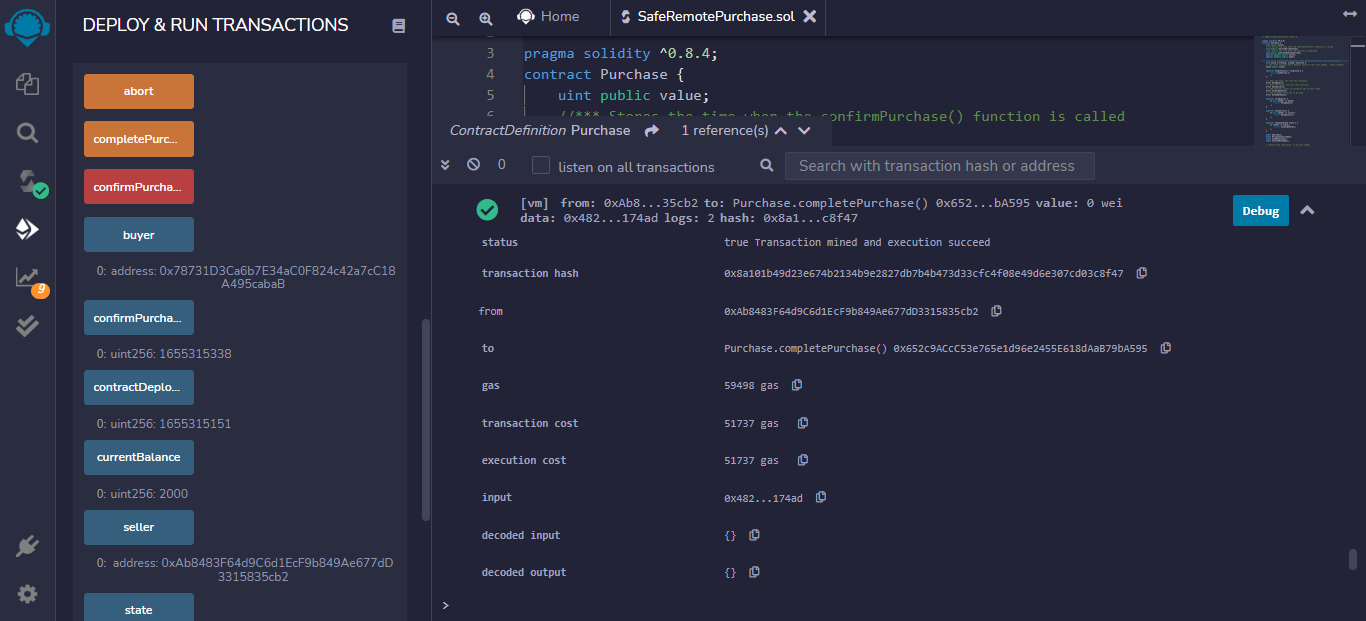 DEPLOY & RUN TRANSACTIONS
abort
completePurc...
confirmPurcha...
buyer
0: address: 0x78731D3Ca6b7E34aC0F824c42a7cC18
A495cabaB
confirmPurcha...
0: uint256: 1655315338
contractDeplo...
0: uint256: 1655315151
currentBalance
0: uint256: 2000
seller
0: address: 0xAb8483F64d9C6d1EcF9b849Ae677dD
3315835cb2
state
9
Home
SafeRemotePurchase.sol
3 pragma solidity ^0.8.4;
4 contract Purchase {
5 uint public value;
//*** Stores the time when the confirmPurchase() function is called
ContractDefinition Purchase 1 reference(s)
0 listen on all transactions Search with transaction hash or address
[vm] from: 0xAb8...35cb2 to: Purchase.completePurchase() 0x652...bA595 value: 0 wei
data: 0x482...174ad logs: 2 hash: 0x8a1...c8f47
Debug
status true Transaction mined and execution succeed
transaction hash 0x8a101b49d23e674b2134b9e2827db7b4b473d33cfc4f08e49d6e307cd03c8f47
from 0xAb8483F64d9C6d1EcF9b849Ae677dD3315835cb2
to Purchase.completePurchase() 0x652c9ACcC53e765e1d96e2455E618dAaB79bA595
gas 59498 gas
transaction cost 51737 gas
execution cost 51737 gas
input 0x482...174ad
decoded input {}
decoded output {}
>